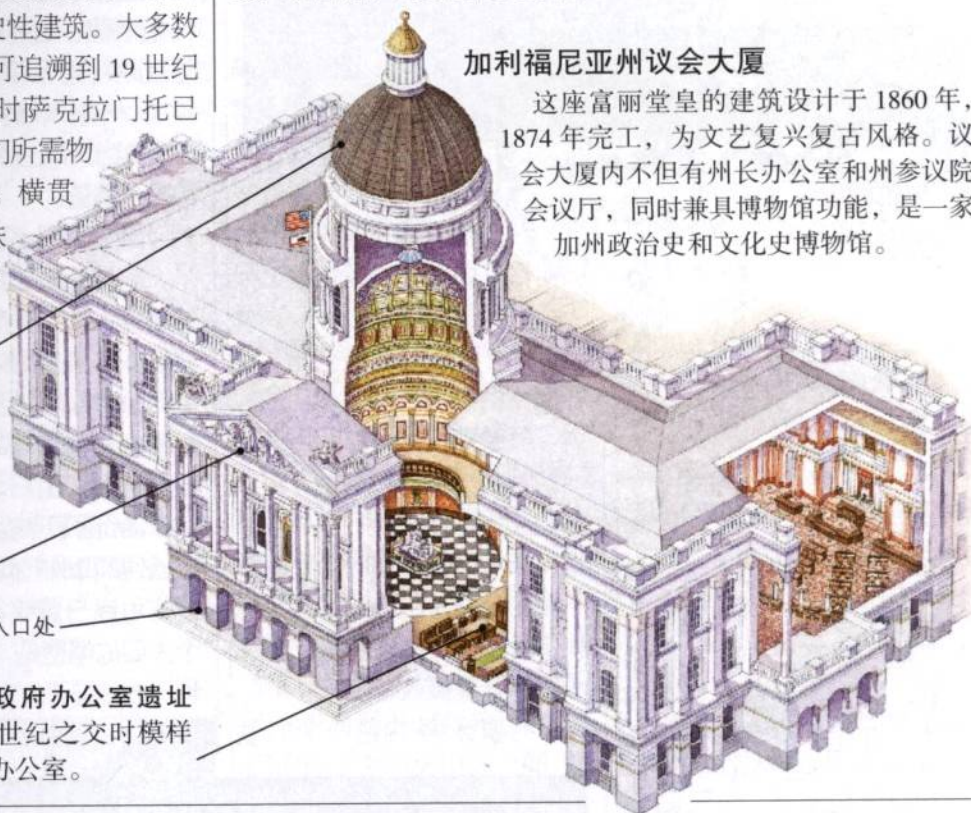 史性建筑。大多数
可追溯到 19 世纪
时萨克拉门托已
们所需物
横贯
加利福尼亚州议会大厦
这座富丽堂皇的建筑设计于 1860 年，
1874 年完工，为文艺复兴复古风格。议
会大厦内不但有州长办公室和州参议院
会议厅，同时兼具博物馆功能，是一家
加州政治史和文化史博物馆。
入口处
政府办公室遗址
世纪之交时模样
办公室。